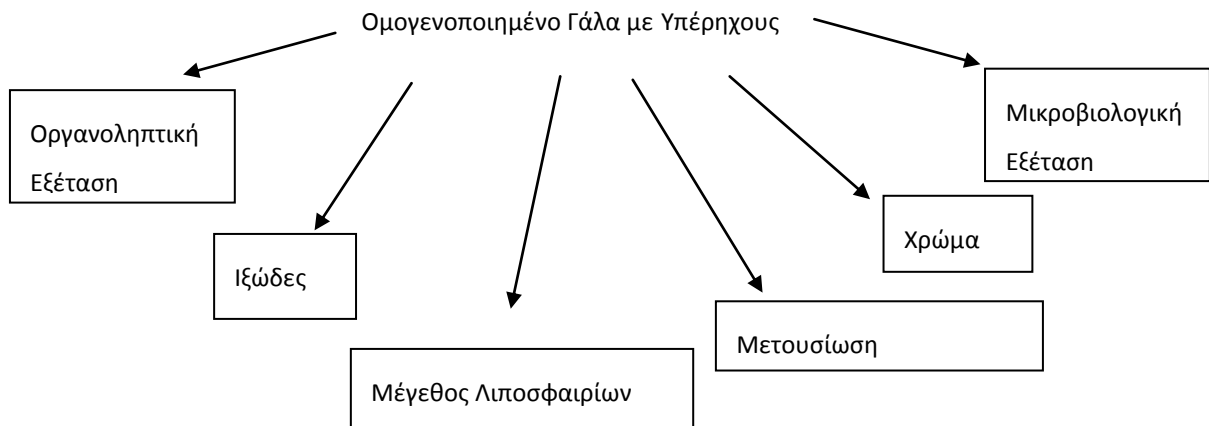 Ομογενοποιημένο Γάλα με Υπέρηχους
Οργανοληπτική
Εξέταση
Ιξώδες
Μέγεθος Λιποσφαιρίων
Μετουσίωση
Χρώμα
Μικροβιολογική
Εξέταση